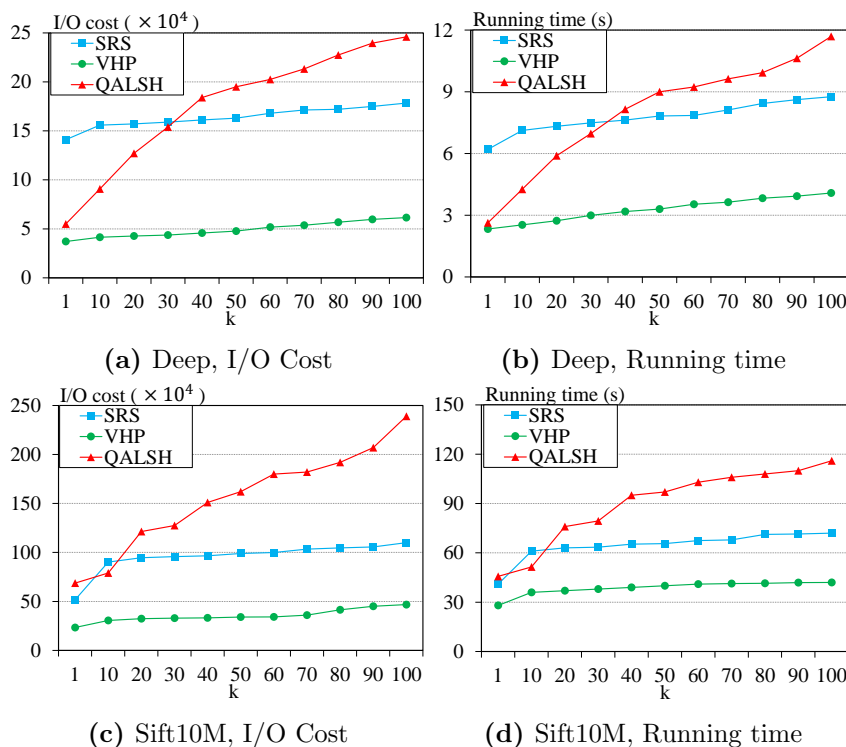 I/O cost ( × 10⁴)
25
20
15
10
5
0
SRS
VHP
QALSH
1 10 20 30 40 50 60 70 80 90 100
k
(a) Deep, I/O Cost
Running time (s)
12
9
6
3
0
SRS
VHP
QALSH
1 10 20 30 40 50 60 70 80 90 100
k
(b) Deep, Running time
I/O cost ( × 10⁴)
250
200
150
100
50
0
SRS
VHP
QALSH
1 10 20 30 40 50 60 70 80 90 100
k
(c) Sift10M, I/O Cost
Running time (s)
150
120
90
60
30
0
SRS
VHP
QALSH
1 10 20 30 40 50 60 70 80 90 100
k
(d) Sift10M, Running time